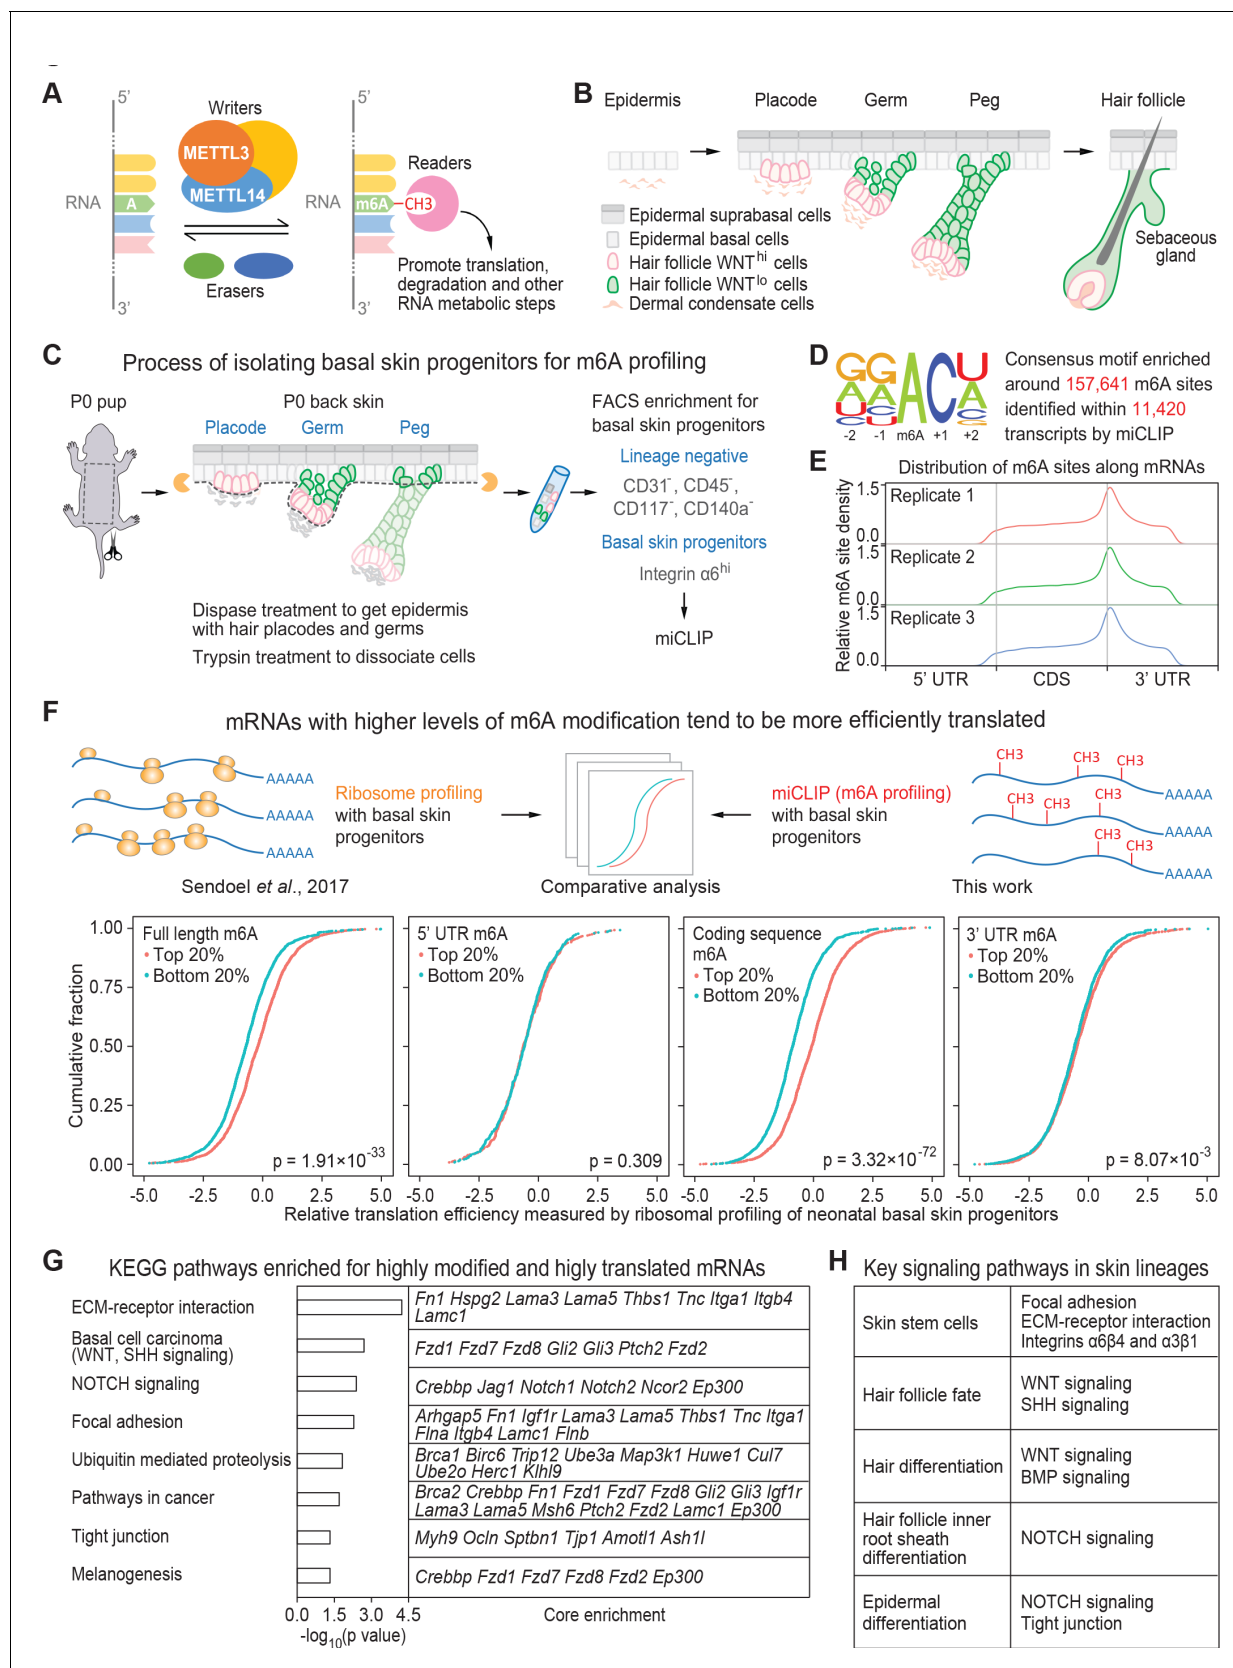 A
5’
Writers
METTL3
METTL14
RNA
A
Erasers
3’
5’
Readers
RNA
m6A
CH3
Promote translation,
degradation and other
RNA metabolic steps
3’
B
Epidermis
Placode
Germ
Peg
Hair follicle
Epidermal suprabasal cells
Epidermal basal cells
Hair follicle WNThi cells
Hair follicle WNTlo cells
Dermal condensate cells
Sebaceous
gland
C
Process of isolating basal skin progenitors for m6A profiling
P0 pup
P0 back skin
Placode
Germ
Peg
Dispase treatment to get epidermis
with hair placodes and germs
Trypsin treatment to dissociate cells
FACS enrichment for
basal skin progenitors
Lineage negative
CD31-, CD45-,
CD117-, CD140a-
Basal skin progenitors
Integrin α6hi
miCLIP
D
G G A C U
A A A
U C C
C U G
-2 -1 m6A +1 +2
Consensus motif enriched
around 157,641 m6A sites
identified within 11,420
transcripts by miCLIP
E
Distribution of m6A sites along mRNAs
Relative m6A site density
1.5
Replicate 1
0.0
1.5
Replicate 2
0.0
1.5
Replicate 3
0.0
5’ UTR CDS 3’ UTR
F
mRNAs with higher levels of m6A modification tend to be more efficiently translated
AAAAA
AAAAA
AAAAA
Sendoel et al., 2017
Ribosome profiling
with basal skin
progenitors
Comparative analysis
miCLIP (m6A profiling)
with basal skin
progenitors
CH3 CH3 CH3
AAAAA
CH3 CH3 CH3
AAAAA
CH3 CH3
AAAAA
This work
Cumulative fraction
1.00
0.75
0.50
0.25
0.00
Full length m6A
Top 20%
Bottom 20%
p = 1.91×10-33
-5.0 -2.5 0.0 2.5 5.0
5’ UTR m6A
Top 20%
Bottom 20%
p = 0.309
-5.0 -2.5 0.0 2.5 5.0
Coding sequence
m6A
Top 20%
Bottom 20%
p = 3.32×10-72
-5.0 -2.5 0.0 2.5 5.0
3’ UTR m6A
Top 20%
Bottom 20%
p = 8.07×10-3
-5.0 -2.5 0.0 2.5 5.0
Relative translation efficiency measured by ribosomal profiling of neonatal basal skin progenitors
G
KEGG pathways enriched for highly modified and higly translated mRNAs
ECM-receptor interaction
Fn1 Hspg2 Lama3 Lama5 Thbs1 Tnc Itga1 Itgb4
Lamc1
Basal cell carcinoma
(WNT, SHH signaling)
Fzd1 Fzd7 Fzd8 Gli2 Gli3 Ptch2 Fzd2
NOTCH signaling
Crebbp Jag1 Notch1 Notch2 Ncor2 Ep300
Focal adhesion
Arhgap5 Fn1 Igf1r Lama3 Lama5 Thbs1 Tnc Itga1
Flna Itgb4 Lamc1 Flnb
Ubiquitin mediated proteolysis
Brca1 Birc6 Trip12 Ube3a Map3k1 Huwe1 Cul7
Ube2o Herc1 Klhl9
Pathways in cancer
Brca2 Crebbp Fn1 Fzd1 Fzd7 Fzd8 Gli2 Gli3 Igf1r
Lama3 Lama5 Msh6 Ptch2 Fzd2 Lamc1 Ep300
Tight junction
Myh9 Ocln Sptbn1 Tjp1 Amotl1 Ash1l
Melanogenesis
Crebbp Fzd1 Fzd7 Fzd8 Fzd2 Ep300
0.0 1.5 3.0 4.5
-log10(p value)
Core enrichment
H
Key signaling pathways in skin lineages
Skin stem cells
Focal adhesion
ECM-receptor interaction
Integrins α6β4 and α3β1
Hair follicle fate
WNT signaling
SHH signaling
Hair differentiation
WNT signaling
BMP signaling
Hair follicle inner
root sheath
differentiation
NOTCH signaling
Epidermal
differentiation
NOTCH signaling
Tight junction